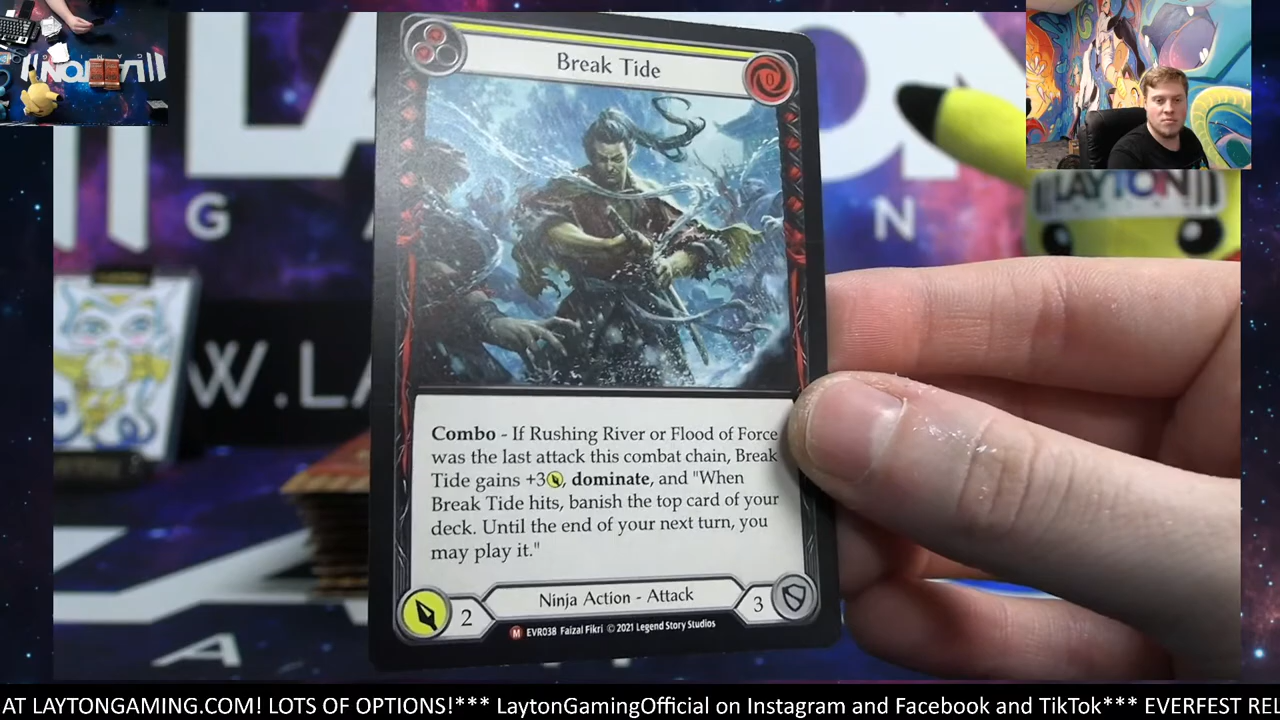 Break Tide
0
Combo - If Rushing River or Flood of Force
was the last attack this combat chain, Break
Tide gains +3, dominate, and "When
Break Tide hits, banish the top card of your
deck. Until the end of your next turn, you
may play it."
2
Ninja Action - Attack
3
M EVR038 Faizal Fikri © 2021 Legend Story Studios
G
N
W.LA
LAYTON
AT LAYTONGAMING.COM! LOTS OF OPTIONS!*** LaytonGamingOfficial on Instagram and Facebook and TikTok*** EVERFEST REL